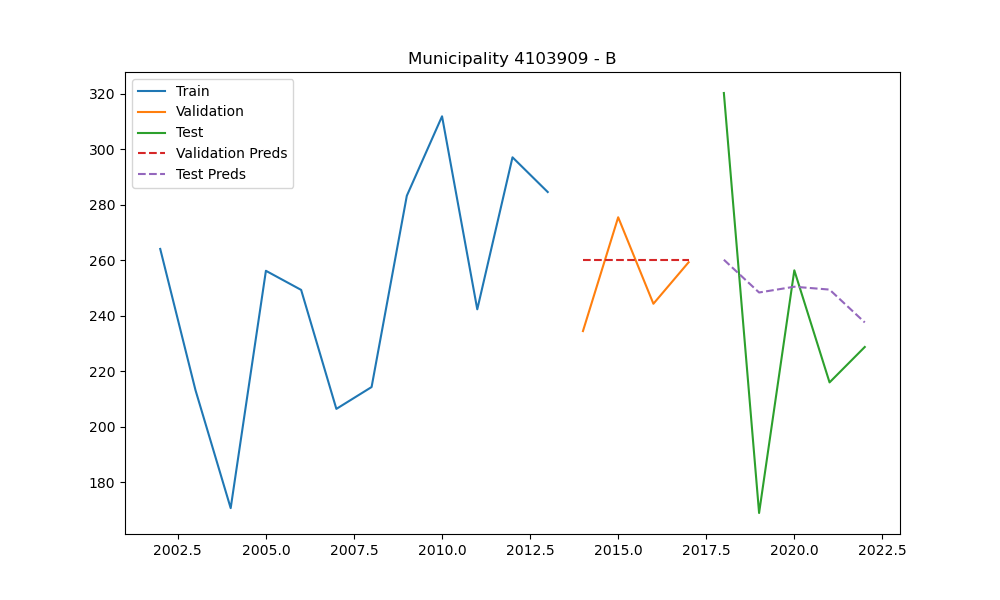 Municipality 4103909 - B
Train
Validation
Test
Validation Preds
Test Preds
320
300
280
260
240
220
200
180
2002.5 2005.0 2007.5 2010.0 2012.5 2015.0 2017.5 2020.0 2022.5